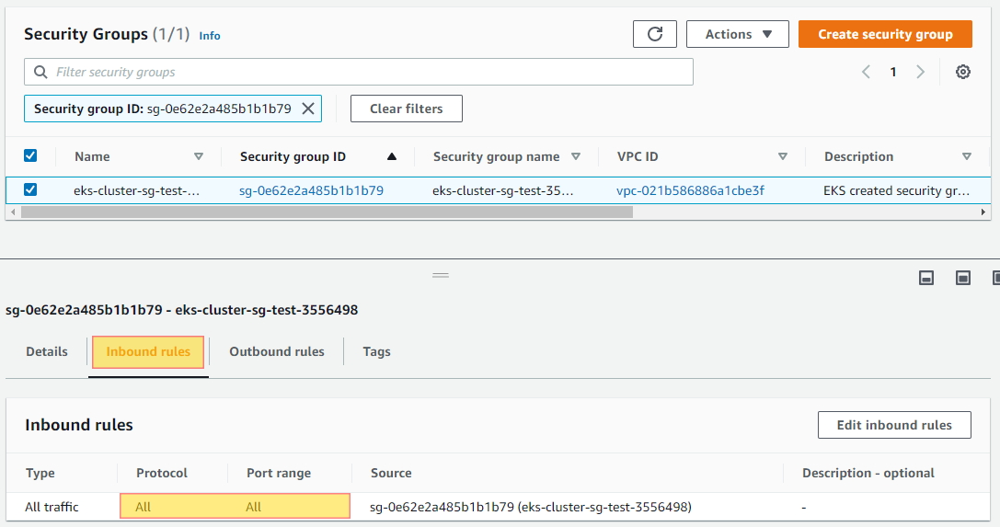 Security Groups (1/1) Info
Actions Create security group
Filter security groups
1
Security group ID: sg-0e62e2a485b1b1b79 Clear filters
Name Security group ID Security group name VPC ID Description
eks-cluster-sg-test-... sg-0e62e2a485b1b1b79 eks-cluster-sg-test-35... vpc-021b586886a1cbe3f EKS created security gr...
sg-0e62e2a485b1b1b79 - eks-cluster-sg-test-3556498
Details Inbound rules Outbound rules Tags
Inbound rules Edit inbound rules
Type Protocol Port range Source Description - optional
All traffic All All sg-0e62e2a485b1b1b79 (eks-cluster-sg-test-3556498) -